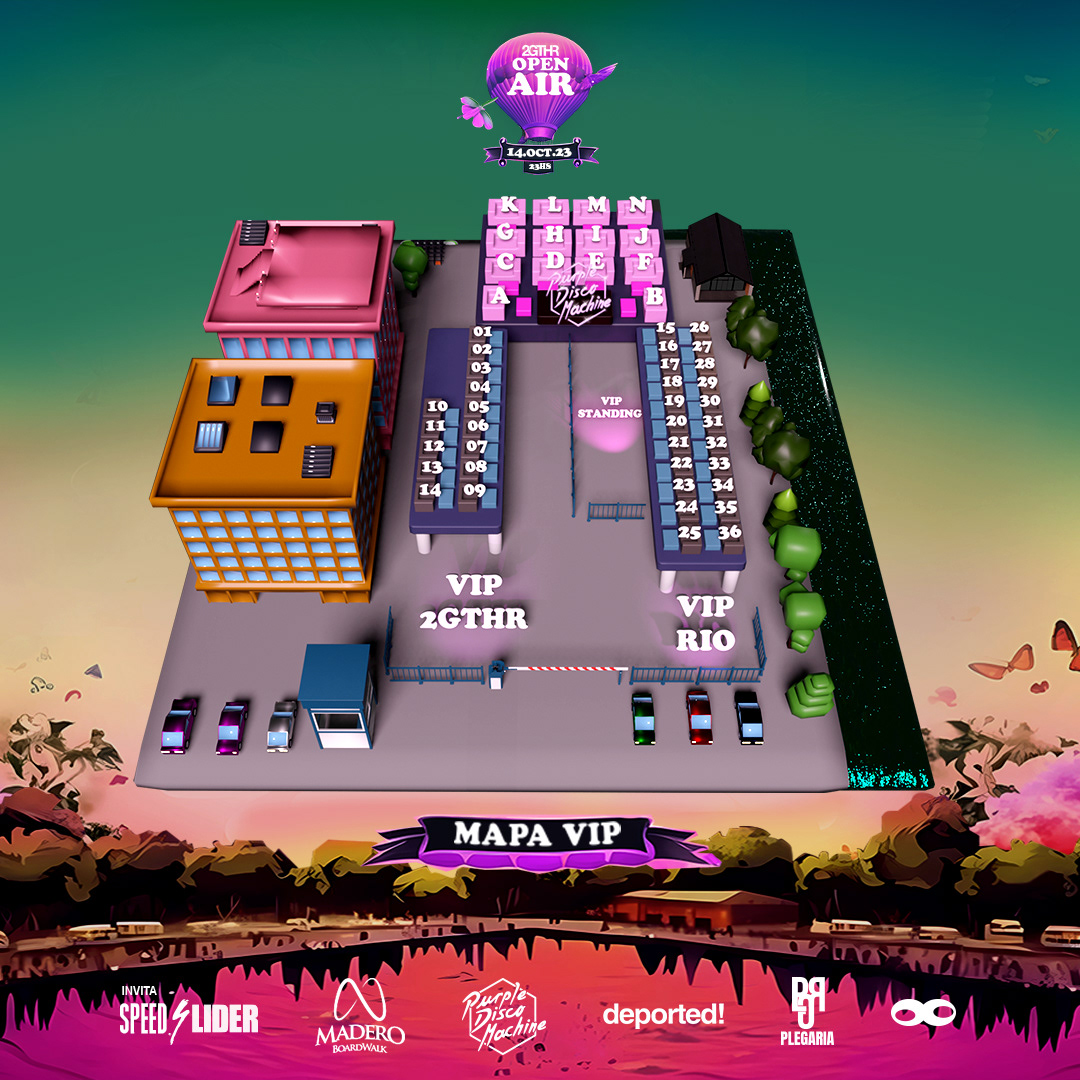 2GTHR
OPEN
AIR
14.OCT.23
23HS
K L M N
G H I J
C D E F
A B
Purple
Disco
Machine
01
02
03
04
10 05
11 06
12 07
13 08
14 09
15 26
16 27
17 28
18 29
19 30
20 31
21 32
22 33
23 34
24 35
25 36
VIP
STANDING
VIP
2GTHR
VIP
RIO
MAPA VIP
INVITA
SPEED LIDER
MADERO
BOARDWALK
Purple
Disco
Machine
deported!
PLEGARIA